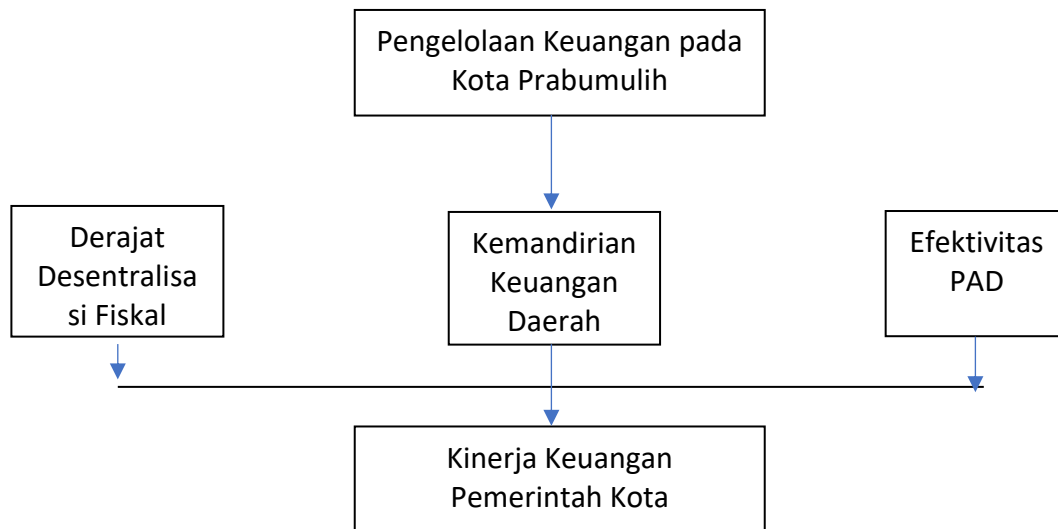 Pengelolaan Keuangan pada
Kota Prabumulih
Derajat
Desentralisa
si Fiskal
Kemandirian
Keuangan
Daerah
Efektivitas
PAD
Kinerja Keuangan
Pemerintah Kota